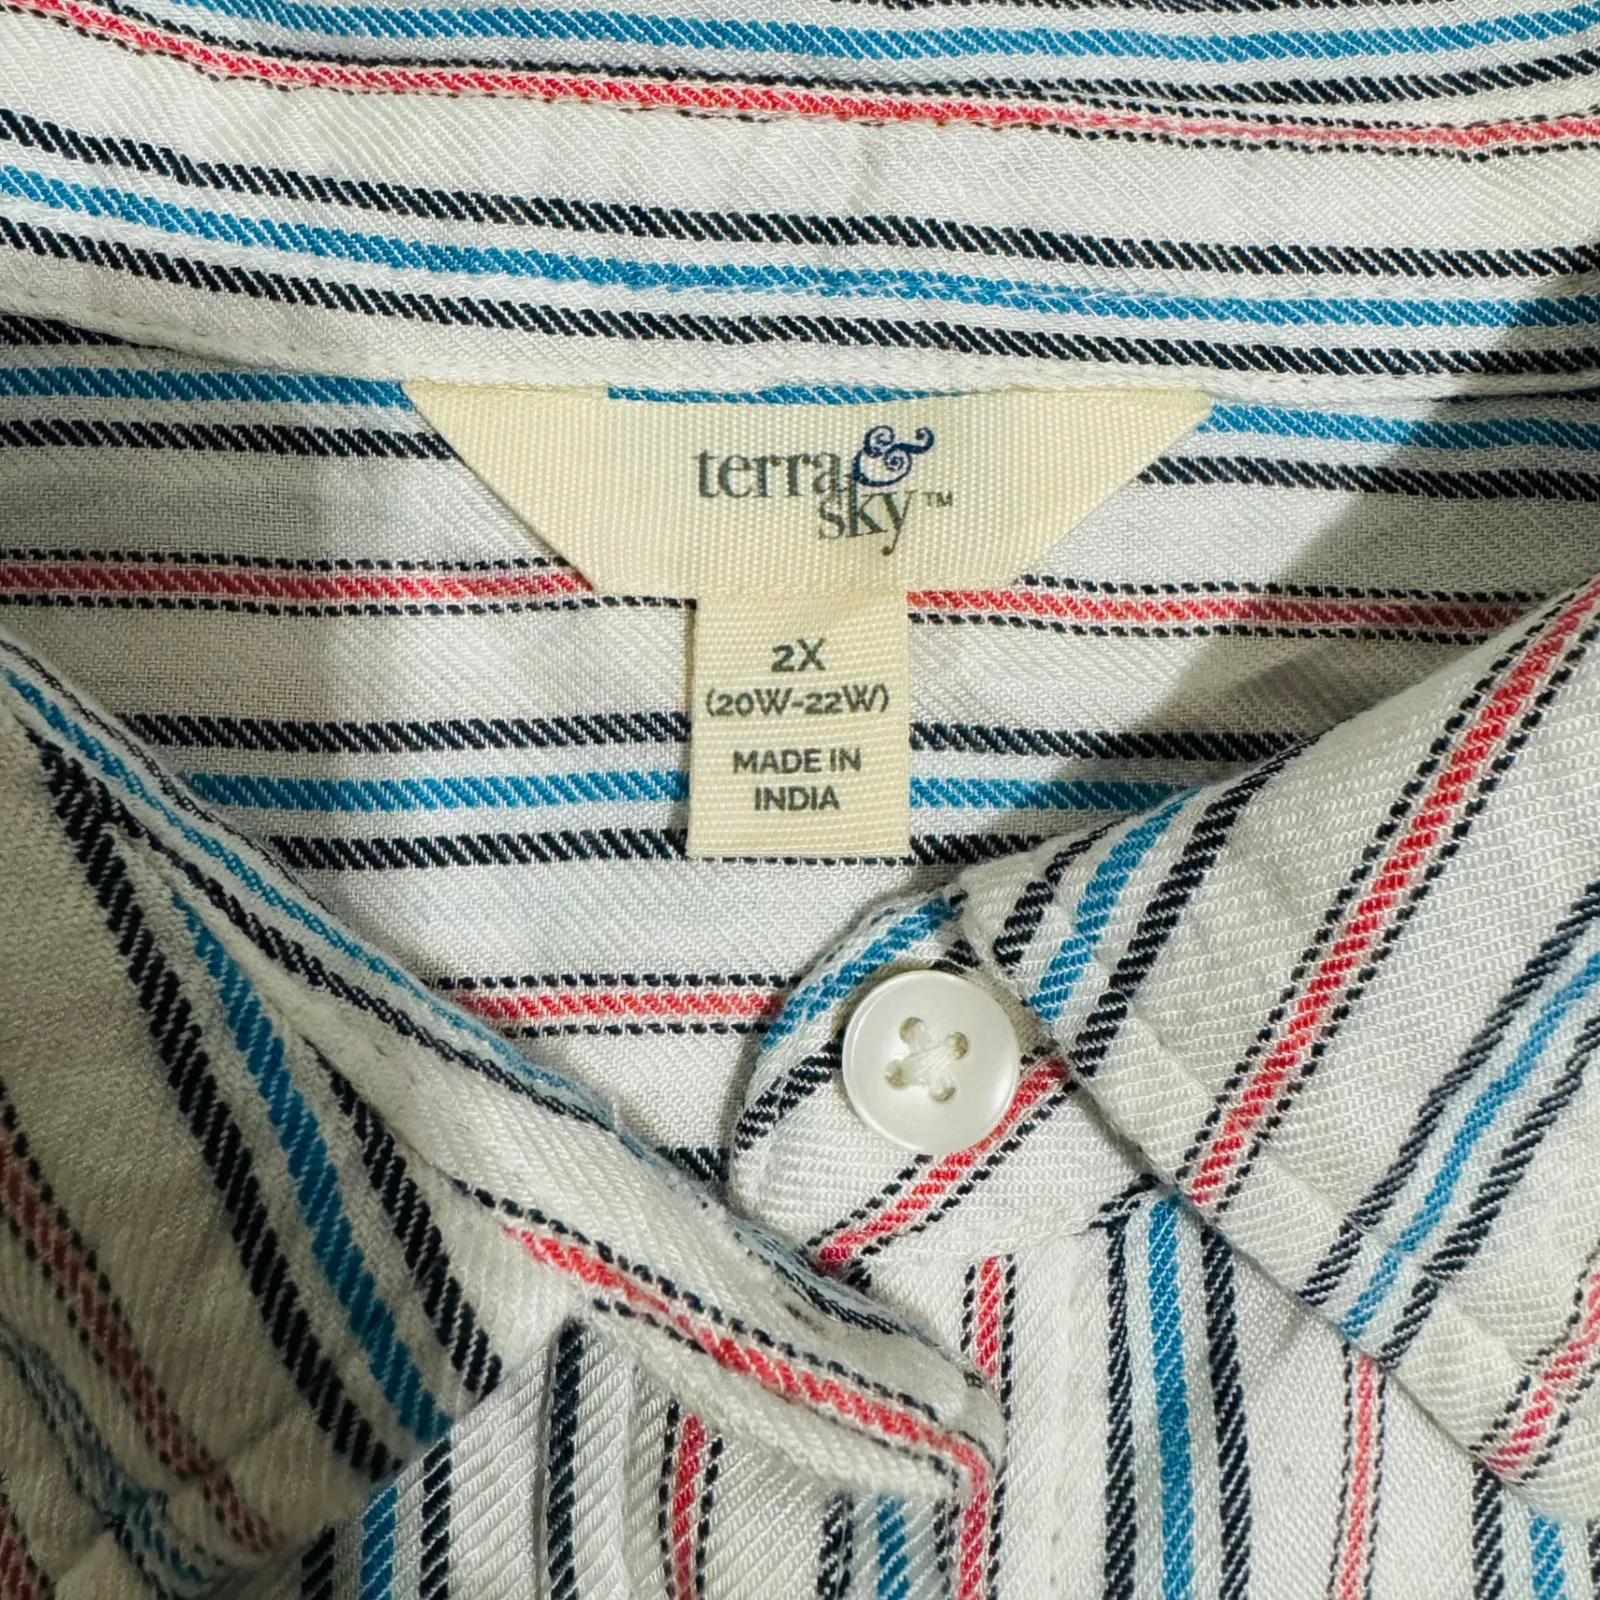 terra &
sky™
2X
(20W-22W)
MADE IN
INDIA